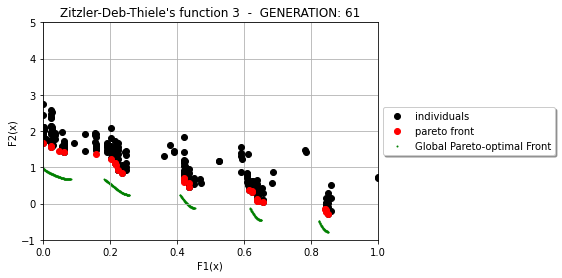 Zitzler-Deb-Thiele's function 3 - GENERATION: 61
F2(x)
5
4
3
2
1
0
−1
0.0 0.2 0.4 0.6 0.8 1.0
F1(x)
individuals
pareto front
Global Pareto-optimal Front